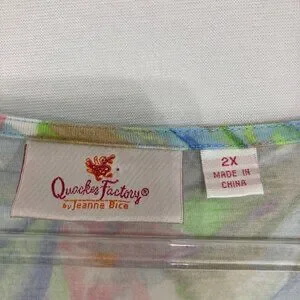 Quacker Factory®
by Jeanne Bice
2X
MADE IN
CHINA